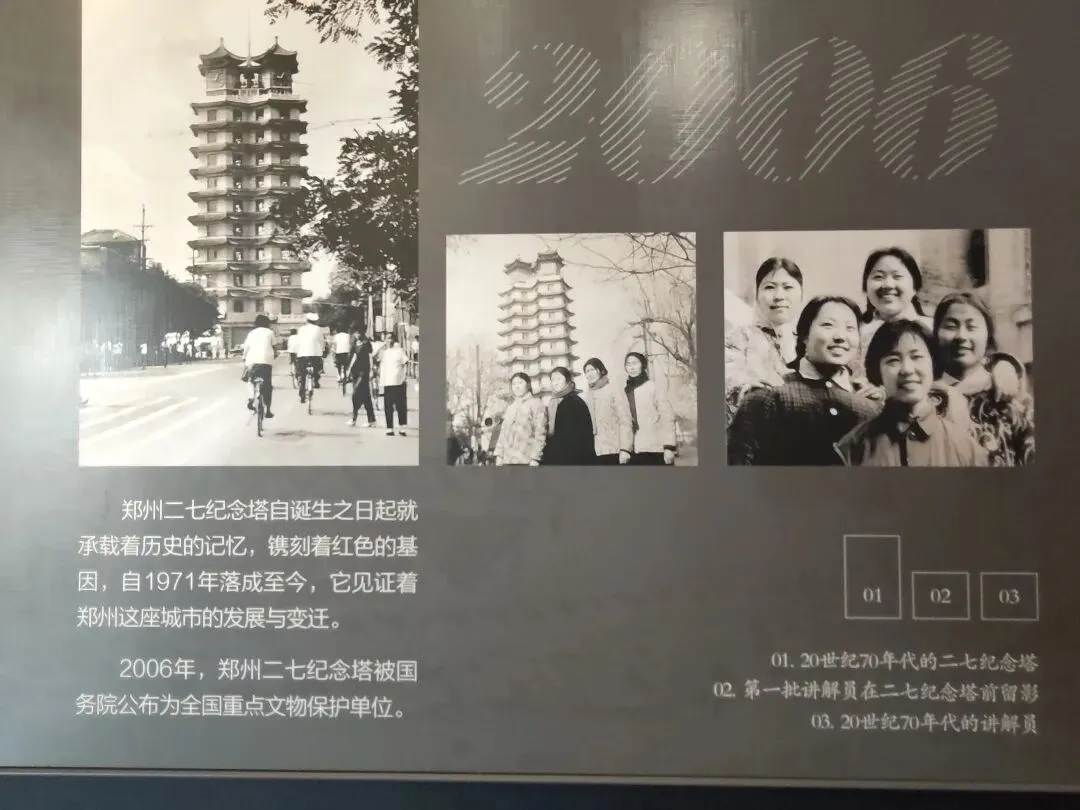 2006
郑州二七纪念塔自诞生之日起就
承载着历史的记忆，镌刻着红色的基
因，自1971年落成至今，它见证着
郑州这座城市的发展与变迁。
2006年，郑州二七纪念塔被国
务院公布为全国重点文物保护单位。
01
02
03
01. 20世纪70年代的二七纪念塔
02. 第一批讲解员在二七纪念塔前留影
03. 20世纪70年代的讲解员